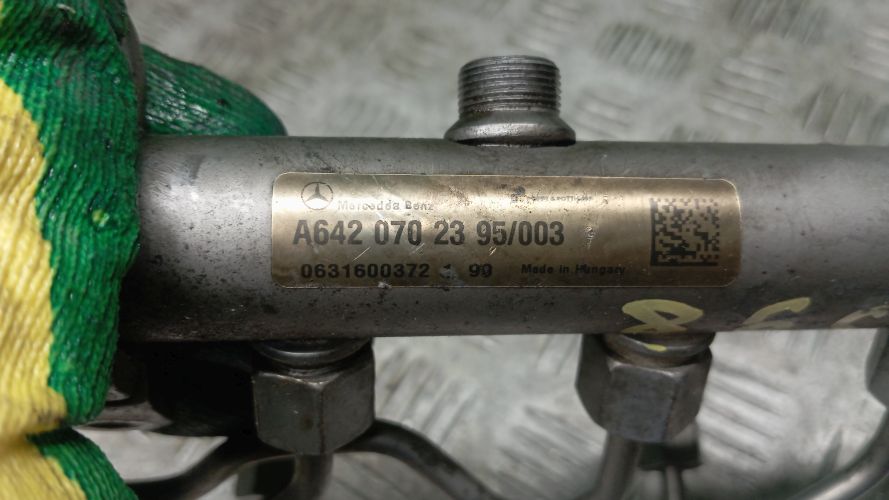 Mercedes Benz
A642 070 23 95/003
0631600372 90
Made in Hungary